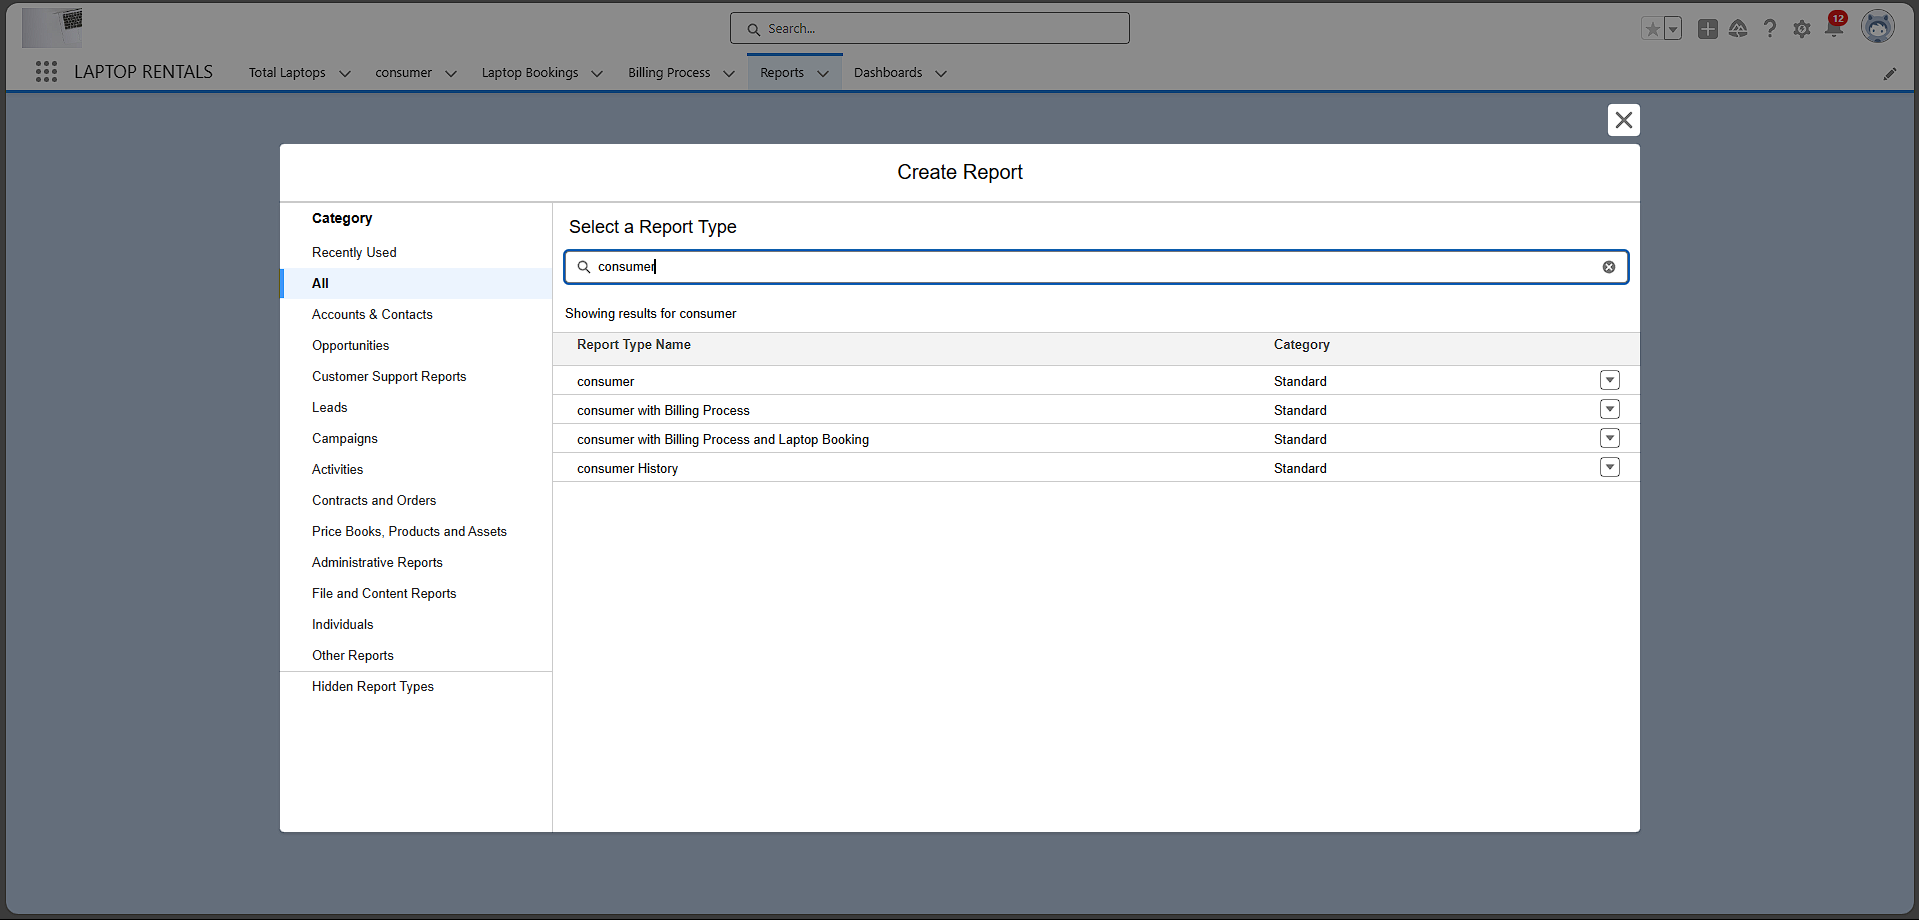 Search...
12
LAPTOP RENTALS Total Laptops consumer Laptop Bookings Billing Process Reports Dashboards
Create Report
Category
Recently Used
All
Accounts & Contacts
Opportunities
Customer Support Reports
Leads
Campaigns
Activities
Contracts and Orders
Price Books, Products and Assets
Administrative Reports
File and Content Reports
Individuals
Other Reports
Hidden Report Types
Select a Report Type
consumer
Showing results for consumer
Report Type Name Category
consumer Standard
consumer with Billing Process Standard
consumer with Billing Process and Laptop Booking Standard
consumer History Standard